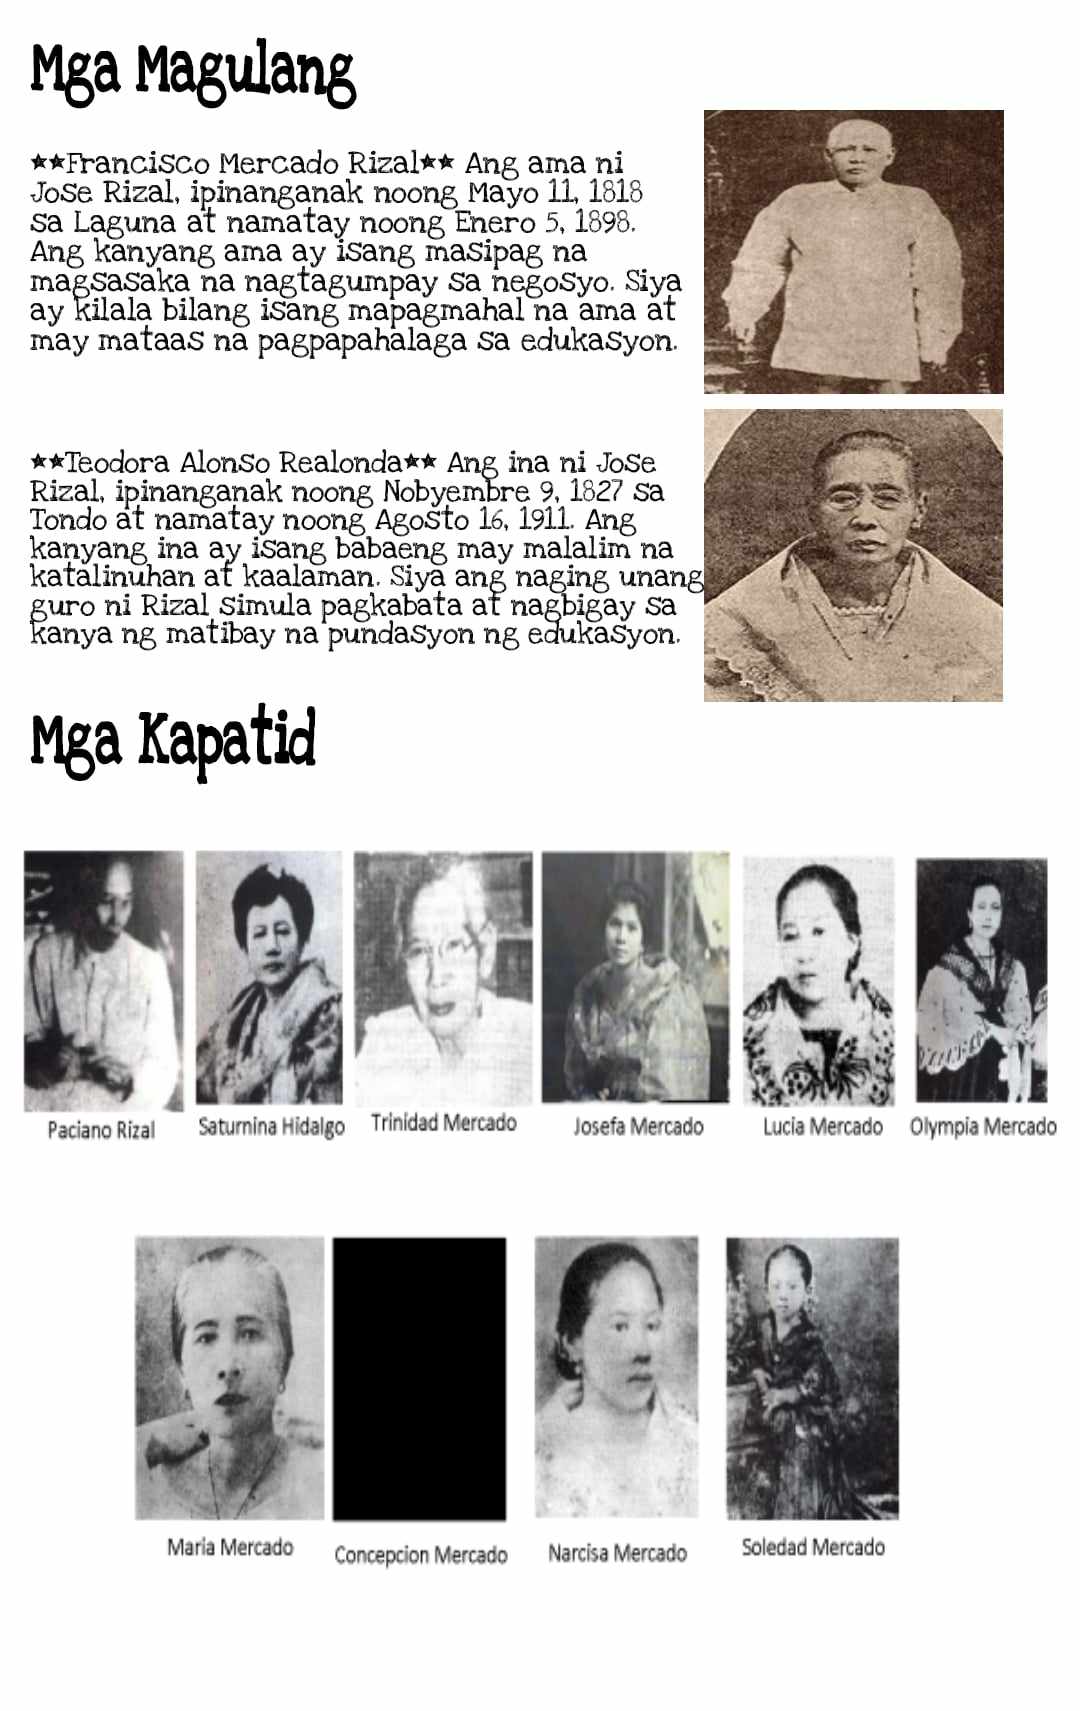 Mga Magulang
**Francisco Mercado Rizal** Ang ama ni
Jose Rizal, ipinanganak noong Mayo 11, 1818
sa Laguna at namatay noong Enero 5, 1898.
Ang kanyang ama ay isang masipag na
magsasaka na nagtagumpay sa negosyo. Siya
ay kilala bilang isang mapagmahal na ama at
may mataas na pagpapahalaga sa edukasyon.
**Teodora Alonso Realonda** Ang ina ni Jose
Rizal, ipinanganak noong Nobyembre 9, 1827 sa
Tondo at namatay noong Agosto 16, 1911. Ang
kanyang ina ay isang babaeng may malalim na
katalinuhan at kaalaman. Siya ang naging unang
guro ni Rizal simula pagkabata at nagbigay sa
kanya ng matibay na pundasyon ng edukasyon.
Mga Kapatid
Paciano Rizal
Saturnina Hidalgo
Trinidad Mercado
Josefa Mercado
Lucia Mercado
Olympia Mercado
Maria Mercado
Concepcion Mercado
Narcisa Mercado
Soledad Mercado